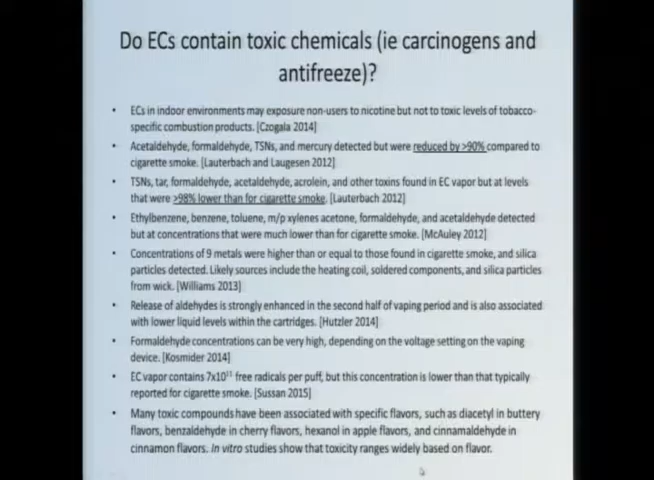 Do ECs contain toxic chemicals (ie carcinogens and
antifreeze)?
• ECs in indoor environments may exposure non-users to nicotine but not to toxic levels of tobacco-
specific combustion products. [Czogala 2014]
• Acetaldehyde, formaldehyde, TSNs, and mercury detected but were reduced by >90% compared to
cigarette smoke. [Lauterbach and Laugesen 2012]
• TSNs, tar, formaldehyde, acetaldehyde, acrolein, and other toxins found in EC vapor but at levels
that were >98% lower than for cigarette smoke. [Lauterbach 2012]
• Ethylbenzene, benzene, toluene, m/p xylenes acetone, formaldehyde, and acetaldehyde detected
but at concentrations that were much lower than for cigarette smoke. [McAuley 2012]
• Concentrations of 9 metals were higher than or equal to those found in cigarette smoke, and silica
particles detected. Likely sources include the heating coil, soldered components, and silica particles
from wick. [Williams 2013]
• Release of aldehydes is strongly enhanced in the second half of vaping period and is also associated
with lower liquid levels within the cartridges. [Hutzler 2014]
• Formaldehyde concentrations can be very high, depending on the voltage setting on the vaping
device. [Kosmider 2014]
• EC vapor contains free radicals per puff, but this concentration is lower than that typically
reported for cigarette smoke. [Sussan 2015]
• Many toxic compounds have been associated with specific flavors, such as diacetyl in buttery
flavors, benzaldehyde in cherry flavors, hexanol in apple flavors, and cinnamaldehyde in
cinnamon flavors. In vitro studies show that toxicity ranges widely based on flavor.